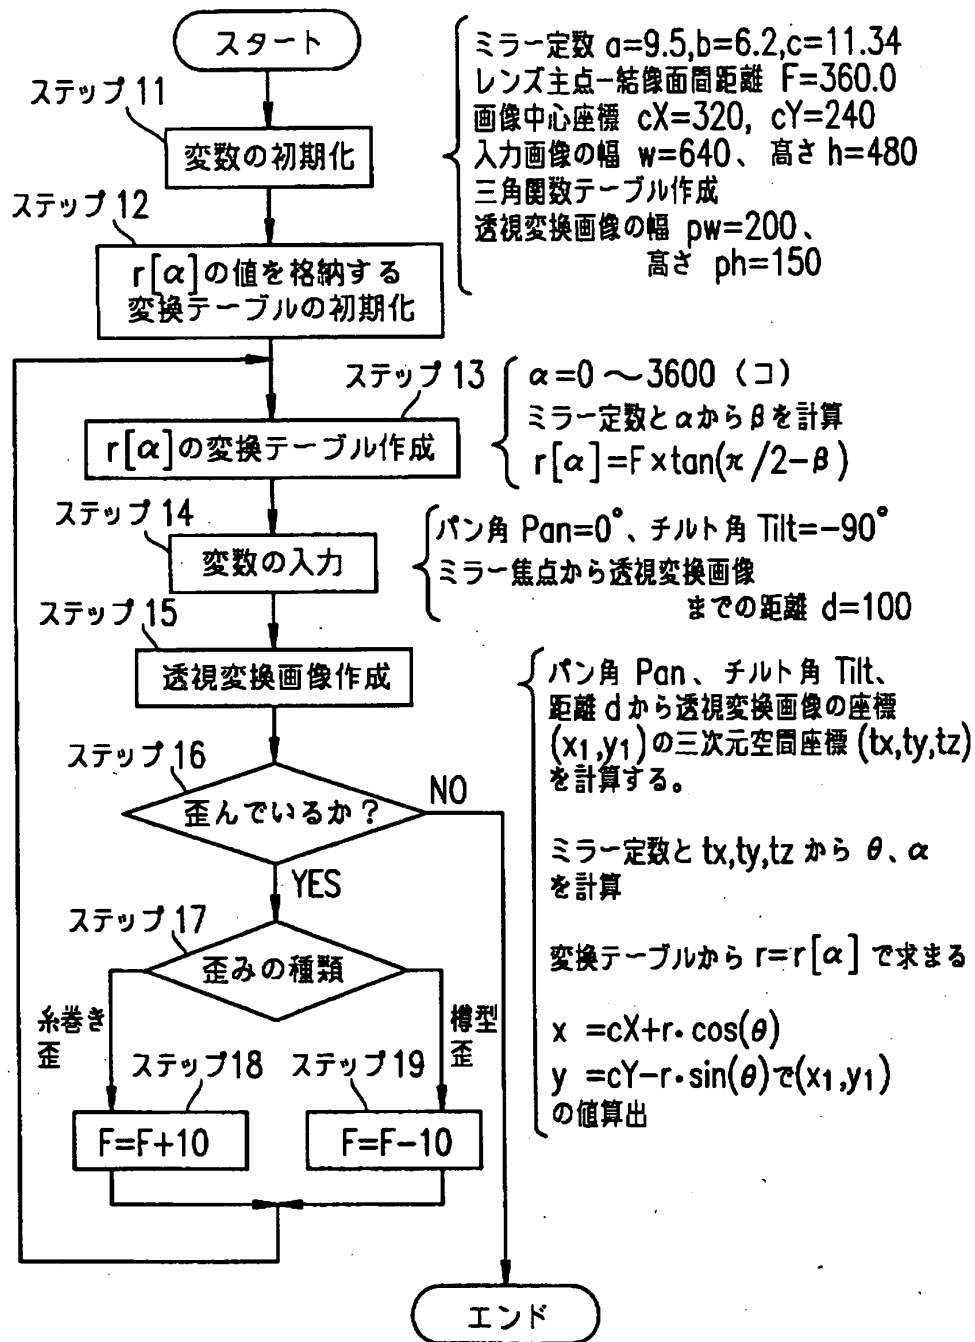 スタート
ミラー定数 a=9.5,b=6.2,c=11.34
レンズ主点−結像面間距離 F=360.0
画像中心座標 cX=320, cY=240
入力画像の幅 w=640、高さ h=480
三角関数テーブル作成
透視変換画像の幅 pw=200、
高さ ph=150
ステップ 11
変数の初期化
ステップ 12
r[α]の値を格納する
変換テーブルの初期化
ステップ 13
r[α]の変換テーブル作成
α=0 〜3600 (コ)
ミラー定数とαからβを計算
r[α]=F×tan(π/2−β)
ステップ 14
変数の入力
パン角 Pan=0°、チルト角 Tilt=−90°
ミラー焦点から透視変換画像
までの距離 d=100
ステップ 15
透視変換画像作成
パン角 Pan、チルト角 Tilt、
距離 d から透視変換画像の座標
(x1,y1)の三次元空間座標 (tx,ty,tz)
を計算する。
ミラー定数と tx,ty,tz から θ、α
を計算
変換テーブルから r=r[α] で求まる
x =cX+r・cos(θ)
y =cY−r・sin(θ)で(x1,y1)
の値算出
ステップ 16
歪んでいるか？
NO
YES
ステップ 17
歪みの種類
糸巻き
歪
樽型
歪
ステップ 18
F=F+10
ステップ 19
F=F−10
エンド